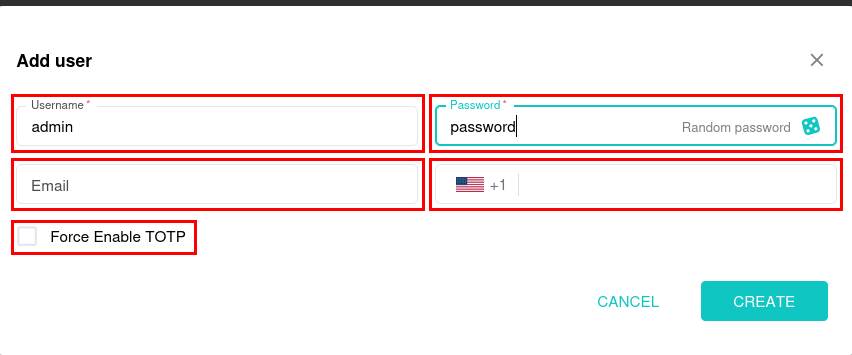 Add user
Username *
Password *
admin
password
Random password
Email
+1
Force Enable TOTP
CANCEL
CREATE